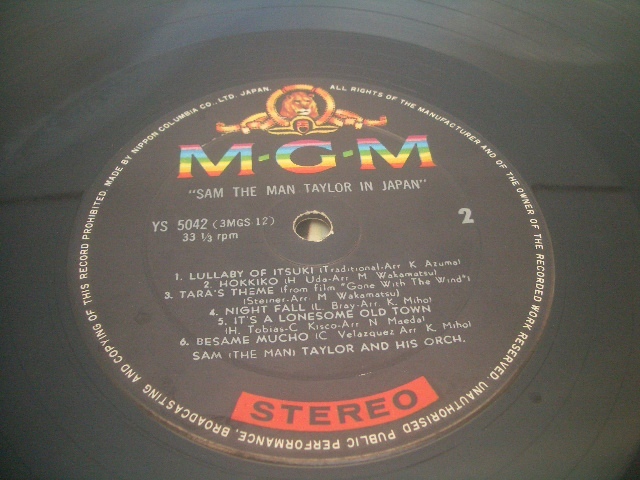 MADE BY NIPPON COLUMBIA CO., LTD. JAPAN ALL RIGHTS OF THE MANUFACTURER AND OF THE OWNER OF THE RECORDED WORK RESERVED. UNAUTHORISED PUBLIC PERFORMANCE, BROADCASTING AND COPYING OF THIS RECORD PROHIBITED.
M-G-M
"SAM THE MAN TAYLOR IN JAPAN"
YS 5042 (3MGS 12)
33 1/3 rpm
2
1. LULLABY OF ITSUKI (Traditional-Arr K Azuma)
2. HOKKIKO (H Uda-Arr M Wakamatsu)
3. TARA'S THEME (from film "Gone With The Wind")
(Steiner-Arr. M Wakamatsu)
4. NIGHT FALL (L. Bray-Arr. K. Miho)
5. IT'S A LONESOME OLD TOWN
(H. Tobias-C Kisco-Arr N Maeda)
6. BESAME MUCHO (C Velazquez Arr K. Miho)
SAM (THE MAN) TAYLOR AND HIS ORCH.
STEREO